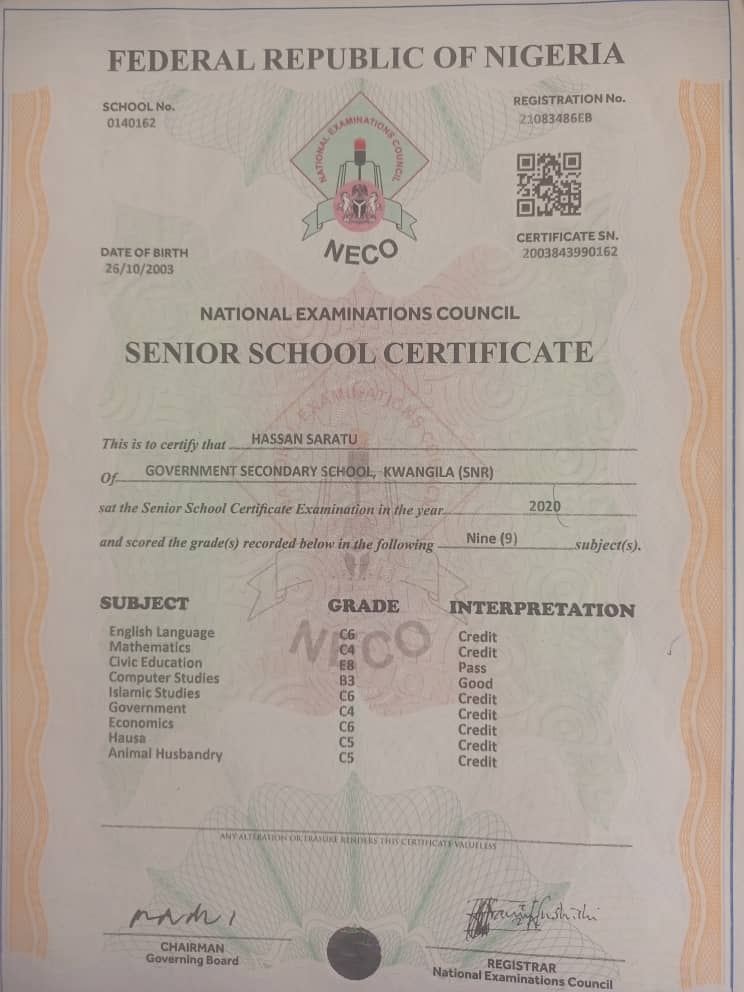 FEDERAL REPUBLIC OF NIGERIA
SCHOOL No.
0140162
REGISTRATION No.
21083486EB
NATIONAL EXAMINATIONS COUNCIL
NECO
DATE OF BIRTH
26/10/2003
CERTIFICATE SN.
2003843990162
NATIONAL EXAMINATIONS COUNCIL
SENIOR SCHOOL CERTIFICATE
This is to certify that HASSAN SARATU
Of GOVERNMENT SECONDARY SCHOOL, KWANGILA (SNR)
sat the Senior School Certificate Examination in the year 2020
and scored the grade(s) recorded below in the following Nine (9) subject(s).
SUBJECT GRADE INTERPRETATION
English Language C6 Credit
Mathematics C4 Credit
Civic Education E8 Pass
Computer Studies B3 Good
Islamic Studies C6 Credit
Government C4 Credit
Economics C6 Credit
Hausa C5 Credit
Animal Husbandry C5 Credit
NECO
ANY ALTERATION OR ERASURE RENDERS THIS CERTIFICATE VALUELESS
CHAIRMAN
Governing Board
REGISTRAR
National Examinations Council